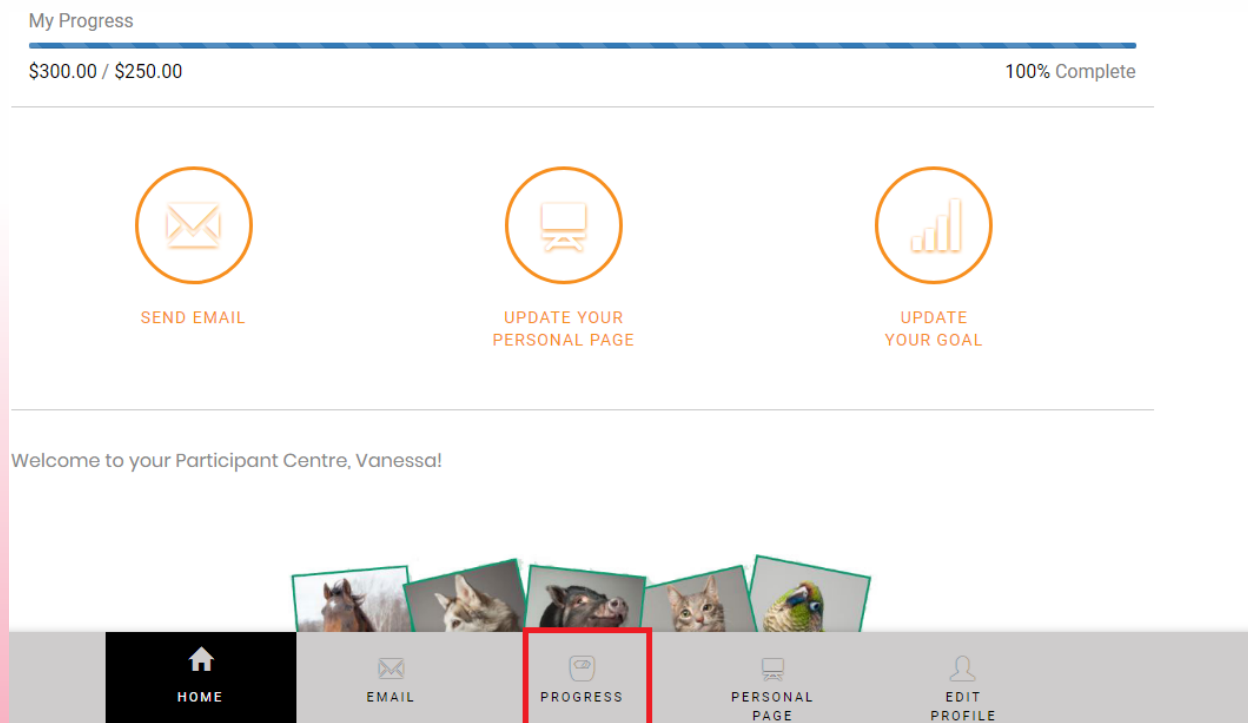 My Progress
$300.00 / $250.00
100% Complete
SEND EMAIL
UPDATE YOUR
PERSONAL PAGE
UPDATE
YOUR GOAL
Welcome to your Participant Centre, Vanessa!
HOME
EMAIL
PROGRESS
PERSONAL
PAGE
EDIT
PROFILE